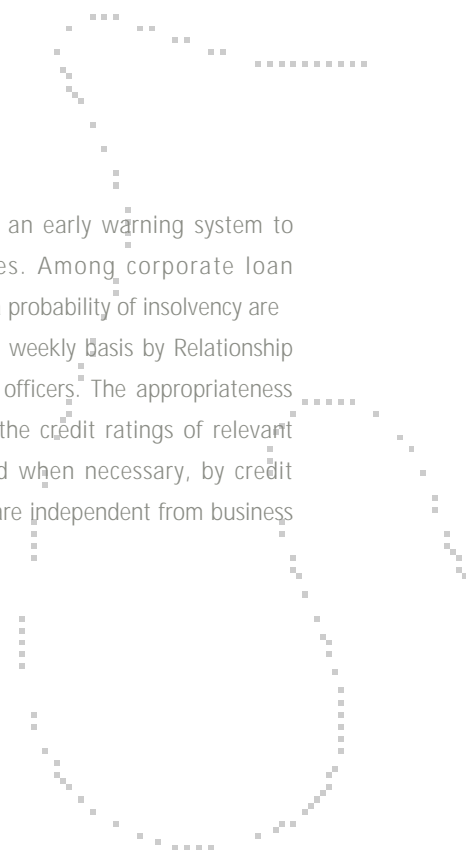 an early warning system to
es. Among corporate loan
probability of insolvency are
weekly basis by Relationship
officers. The appropriateness
the credit ratings of relevant
d when necessary, by credit
are independent from business